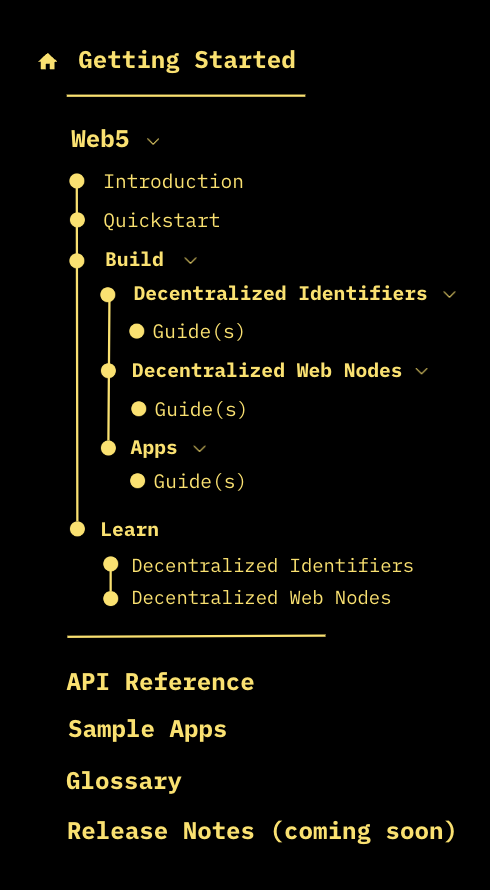 Getting Started
Web5
Introduction
Quickstart
Build
Decentralized Identifiers
Guide(s)
Decentralized Web Nodes
Guide(s)
Apps
Guide(s)
Learn
Decentralized Identifiers
Decentralized Web Nodes
API Reference
Sample Apps
Glossary
Release Notes (coming soon)